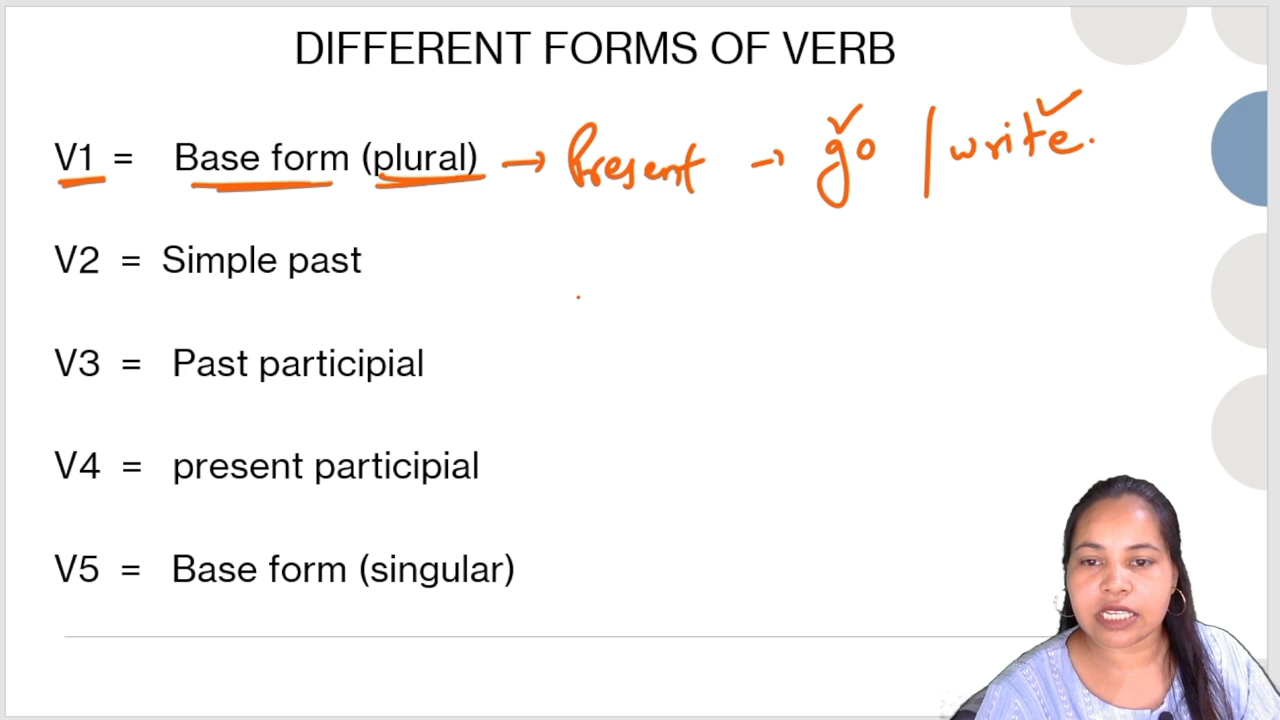 DIFFERENT FORMS OF VERB
V1 = Base form (plural) → Present → go / write.
V2 = Simple past
V3 = Past participial
V4 = present participial
V5 = Base form (singular)